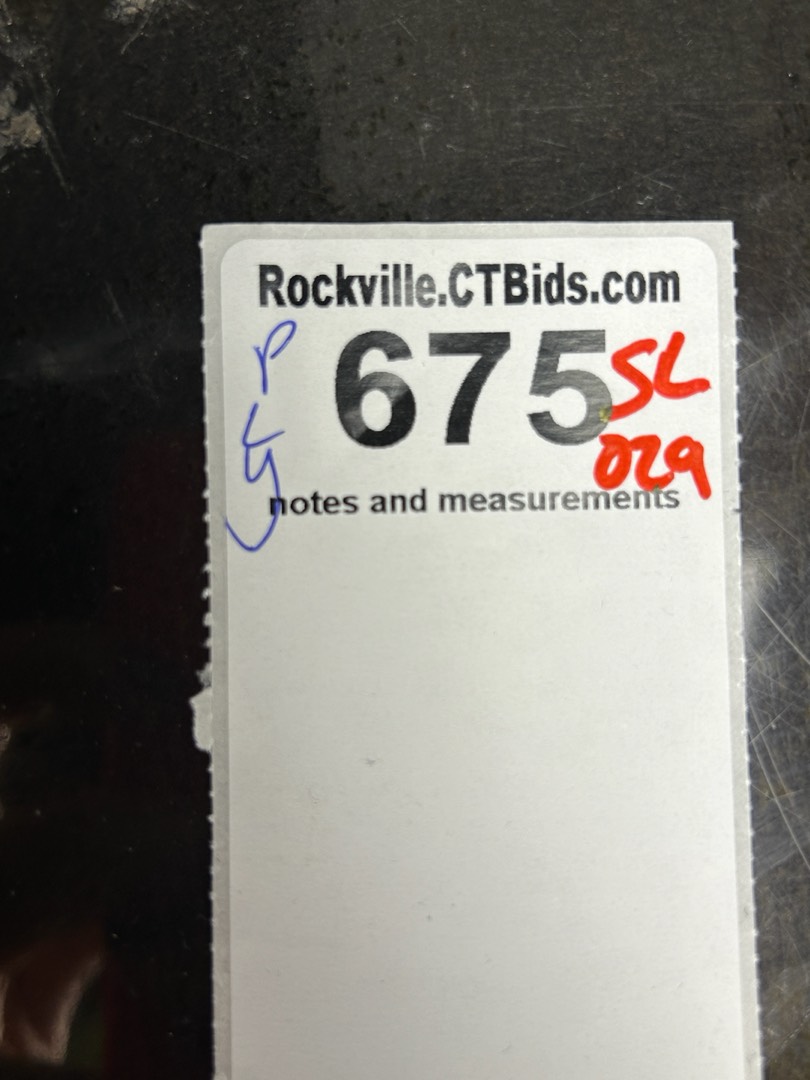 Rockville.CTBids.com
P
675
SL
029
notes and measurements